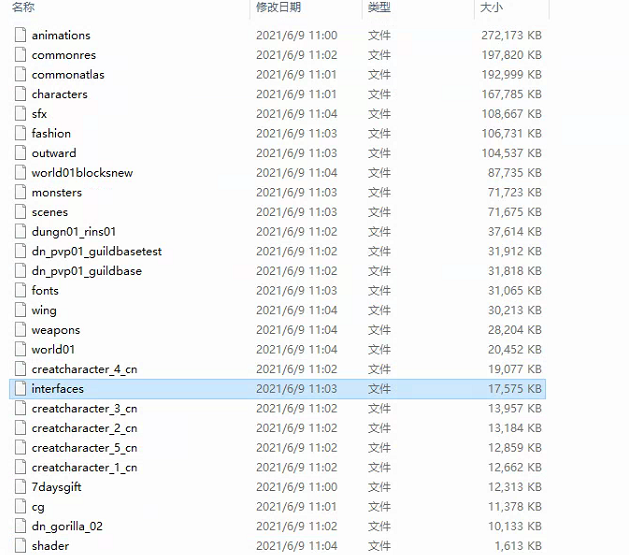 名称 修改日期 类型 大小
animations 2021/6/9 11:00 文件 272,173 KB
commonres 2021/6/9 11:02 文件 197,820 KB
commonatlas 2021/6/9 11:01 文件 192,999 KB
characters 2021/6/9 11:01 文件 167,785 KB
sfx 2021/6/9 11:04 文件 108,667 KB
fashion 2021/6/9 11:03 文件 106,731 KB
outward 2021/6/9 11:03 文件 104,537 KB
world01blocksnew 2021/6/9 11:04 文件 87,735 KB
monsters 2021/6/9 11:03 文件 71,723 KB
scenes 2021/6/9 11:03 文件 71,675 KB
dungn01_rins01 2021/6/9 11:02 文件 37,614 KB
dn_pvp01_guildbasetest 2021/6/9 11:02 文件 31,912 KB
dn_pvp01_guildbase 2021/6/9 11:02 文件 31,818 KB
fonts 2021/6/9 11:03 文件 31,065 KB
wing 2021/6/9 11:04 文件 30,213 KB
weapons 2021/6/9 11:04 文件 28,204 KB
world01 2021/6/9 11:04 文件 20,452 KB
creatcharacter_4_cn 2021/6/9 11:02 文件 19,077 KB
interfaces 2021/6/9 11:03 文件 17,575 KB
creatcharacter_3_cn 2021/6/9 11:02 文件 13,957 KB
creatcharacter_2_cn 2021/6/9 11:02 文件 13,184 KB
creatcharacter_5_cn 2021/6/9 11:02 文件 12,859 KB
creatcharacter_1_cn 2021/6/9 11:02 文件 12,662 KB
7daysgift 2021/6/9 11:00 文件 12,313 KB
cg 2021/6/9 11:01 文件 11,378 KB
dn_gorilla_02 2021/6/9 11:02 文件 10,133 KB
shader 2021/6/9 11:04 文件 1,613 KB